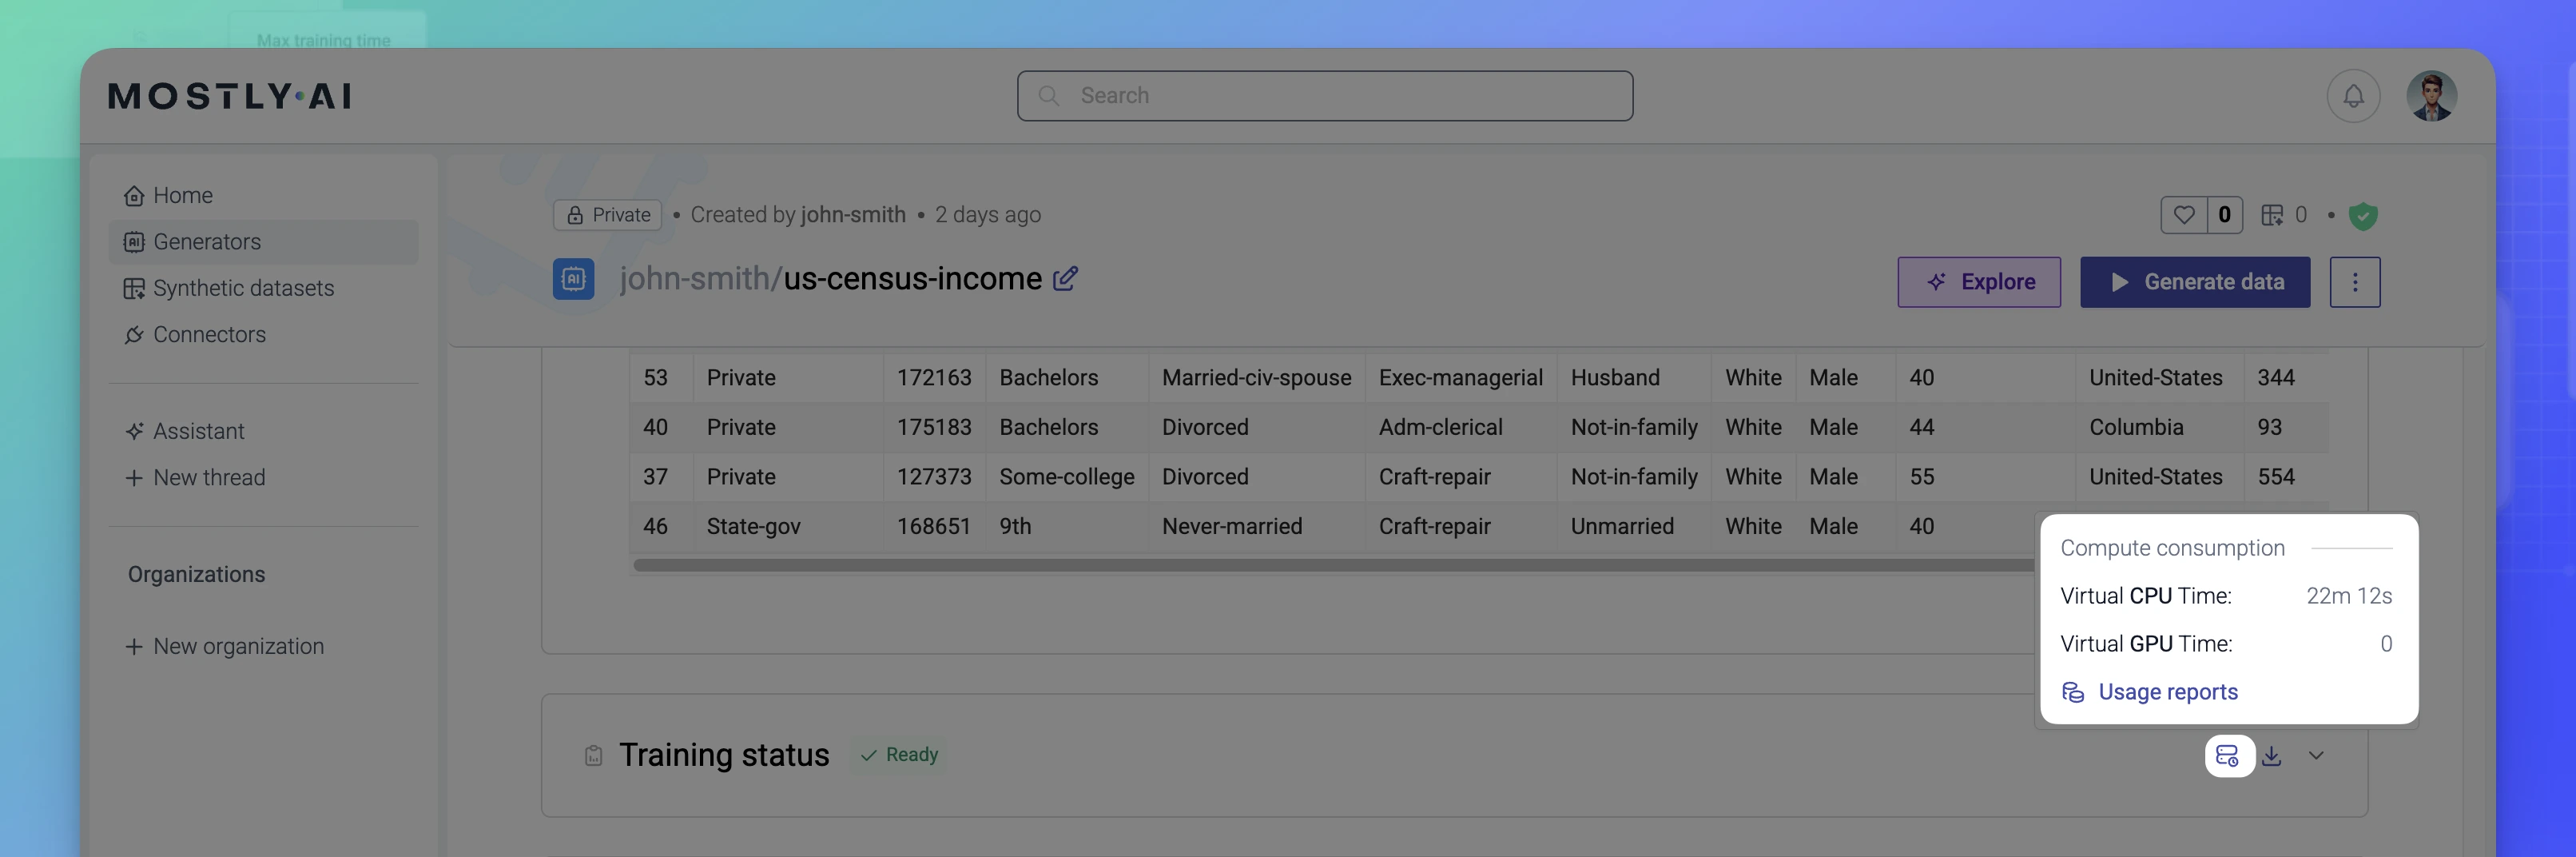 Max training time
MOSTLY·AI
Search
Home
Generators
Synthetic datasets
Connectors
Assistant
New thread
Organizations
New organization
Private • Created by john-smith • 2 days ago
0 0 •
john-smith/us-census-income
Explore Generate data
53 Private 172163 Bachelors Married-civ-spouse Exec-managerial Husband White Male 40 United-States 344
40 Private 175183 Bachelors Divorced Adm-clerical Not-in-family White Male 44 Columbia 93
37 Private 127373 Some-college Divorced Craft-repair Not-in-family White Male 55 United-States 554
46 State-gov 168651 9th Never-married Craft-repair Unmarried White Male 40
Compute consumption
Virtual CPU Time: 22m 12s
Virtual GPU Time: 0
Usage reports
Training status Ready